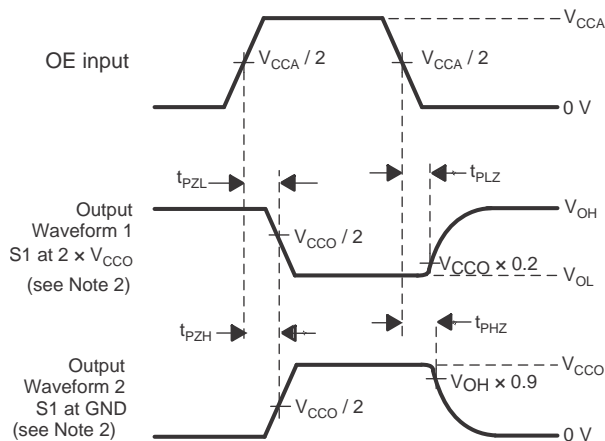 V_CCA
OE input
V_CCA / 2
V_CCA / 2
0 V
t_PZL
t_PLZ
Output
Waveform 1
S1 at 2 × V_CCO
(see Note 2)
V_OH
V_CCO / 2
VCCO × 0.2
V_OL
t_PZH
t_PHZ
Output
Waveform 2
S1 at GND
(see Note 2)
V_CCO
V_OH × 0.9
V_CCO / 2
0 V